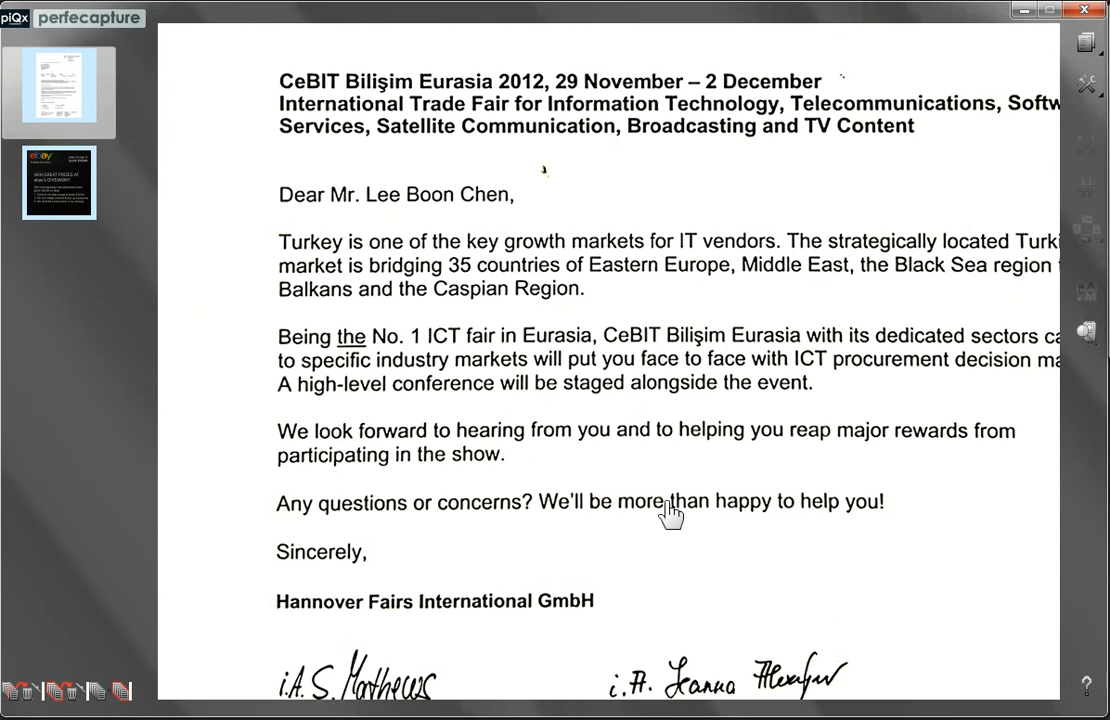 piQx perfecapture
CeBIT Bilişim Eurasia 2012, 29 November – 2 December
International Trade Fair for Information Technology, Telecommunications, Softw
Services, Satellite Communication, Broadcasting and TV Content
Dear Mr. Lee Boon Chen,
Turkey is one of the key growth markets for IT vendors. The strategically located Turki
market is bridging 35 countries of Eastern Europe, Middle East, the Black Sea region
Balkans and the Caspian Region.
Being the No. 1 ICT fair in Eurasia, CeBIT Bilişim Eurasia with its dedicated sectors ca
to specific industry markets will put you face to face with ICT procurement decision ma
A high-level conference will be staged alongside the event.
We look forward to hearing from you and to helping you reap major rewards from
participating in the show.
Any questions or concerns? We'll be more than happy to help you!
Sincerely,
Hannover Fairs International GmbH
i.A. S. Mathews
i.A. Jeanna
ebay
WIN GREAT PRIZES AT